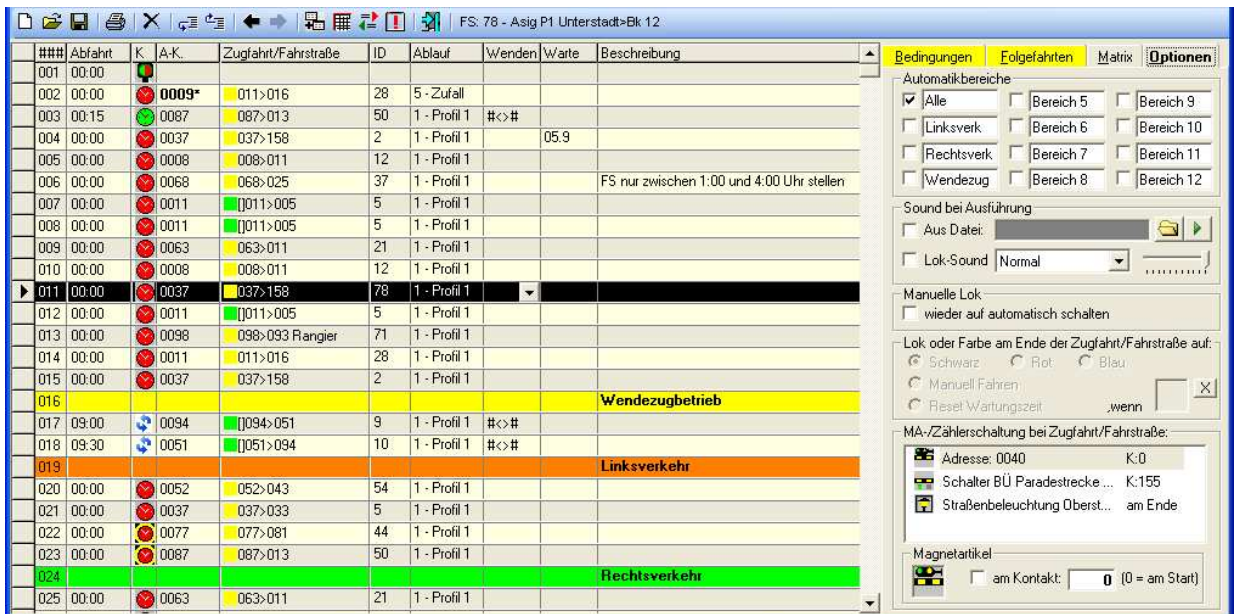 FS: 78 - Asig P1 Unterstadt>Bk 12
### Abfahrt K A-K. Zugfahrt/Fahrstraße ID Ablauf Wenden Warte Beschreibung
001 00:00
002 00:00 0009* 011>016 28 5 - Zufall
003 00:15 0087 087>013 50 1 - Profil 1 #<>#
004 00:00 0037 037>158 2 1 - Profil 1 05.9
005 00:00 0008 008>011 12 1 - Profil 1
006 00:00 0068 068>025 37 1 - Profil 1 FS nur zwischen 1:00 und 4:00 Uhr stellen
007 00:00 0011 []011>005 5 1 - Profil 1
008 00:00 0011 []011>005 5 1 - Profil 1
009 00:00 0063 063>011 21 1 - Profil 1
010 00:00 0008 008>011 12 1 - Profil 1
011 00:00 0037 037>158 78 1 - Profil 1
012 00:00 0011 []011>005 5 1 - Profil 1
013 00:00 0098 098>093 Rangier 71 1 - Profil 1
014 00:00 0011 011>016 28 1 - Profil 1
015 00:00 0037 037>158 2 1 - Profil 1
016 Wendezugbetrieb
017 09:00 0094 []094>051 9 1 - Profil 1 #<>#
018 09:30 0051 []051>094 10 1 - Profil 1 #<>#
019 Linksverkehr
020 00:00 0052 052>043 54 1 - Profil 1
021 00:00 0037 037>033 5 1 - Profil 1
022 00:00 0077 077>081 44 1 - Profil 1
023 00:00 0087 087>013 50 1 - Profil 1
024 Rechtsverkehr
025 00:00 0063 063>011 21 1 - Profil 1
Bedingungen Folgefahrten Matrix Optionen
Automatikbereiche
Alle Bereich 5 Bereich 9
Linksverk Bereich 6 Bereich 10
Rechtsverk Bereich 7 Bereich 11
Wendezug Bereich 8 Bereich 12
Sound bei Ausführung
Aus Datei:
Lok-Sound Normal
Manuelle Lok
wieder auf automatisch schalten
Lok oder Farbe am Ende der Zugfahrt/Fahrstraße auf:
Schwarz Rot Blau
Manuell Fahren
Reset Wartungszeit ,wenn X
MA-/Zählerschaltung bei Zugfahrt/Fahrstraße:
Adresse: 0040 K:0
Schalter BÜ Paradestrecke ... K:155
Straßenbeleuchtung Oberst... am Ende
Magnetartikel
am Kontakt: 0 (0 = am Start)